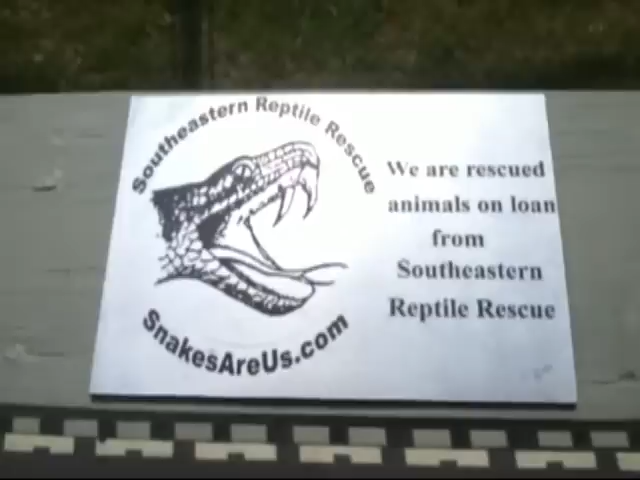 Southeastern Reptile Rescue
SnakesAreUs.com
We are rescued
animals on loan
from
Southeastern
Reptile Rescue